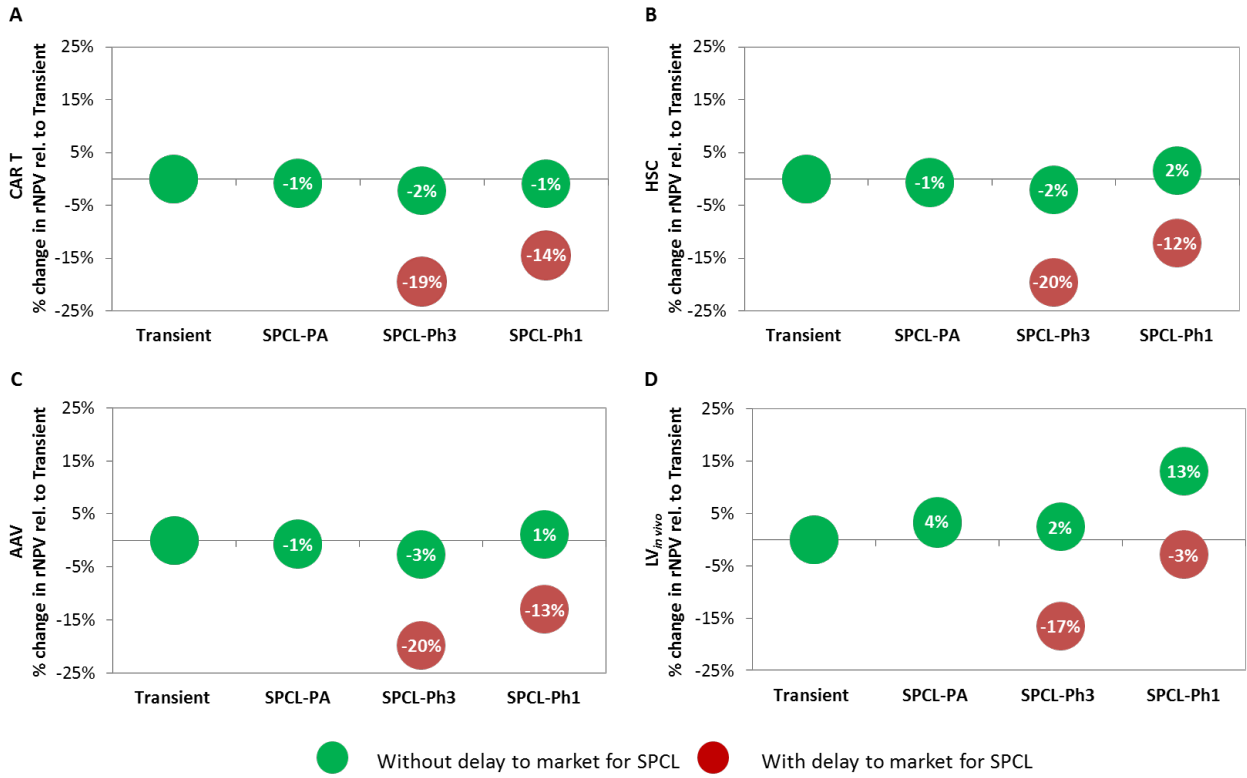 A
% change in rNPV rel. to Transient
CAR T
25%
15%
5%
-5%
-15%
-25%
-1%
-2%
-1%
-19%
-14%
Transient
SPCL-PA
SPCL-Ph3
SPCL-Ph1
B
% change in rNPV rel. to Transient
HSC
25%
15%
5%
-5%
-15%
-25%
-1%
-2%
2%
-20%
-12%
Transient
SPCL-PA
SPCL-Ph3
SPCL-Ph1
C
% change in rNPV rel. to Transient
AAV
25%
15%
5%
-5%
-15%
-25%
-1%
-3%
1%
-20%
-13%
Transient
SPCL-PA
SPCL-Ph3
SPCL-Ph1
D
% change in rNPV rel. to Transient
LV in vivo
25%
15%
5%
-5%
-15%
-25%
4%
2%
13%
-17%
-3%
Transient
SPCL-PA
SPCL-Ph3
SPCL-Ph1
Without delay to market for SPCL
With delay to market for SPCL